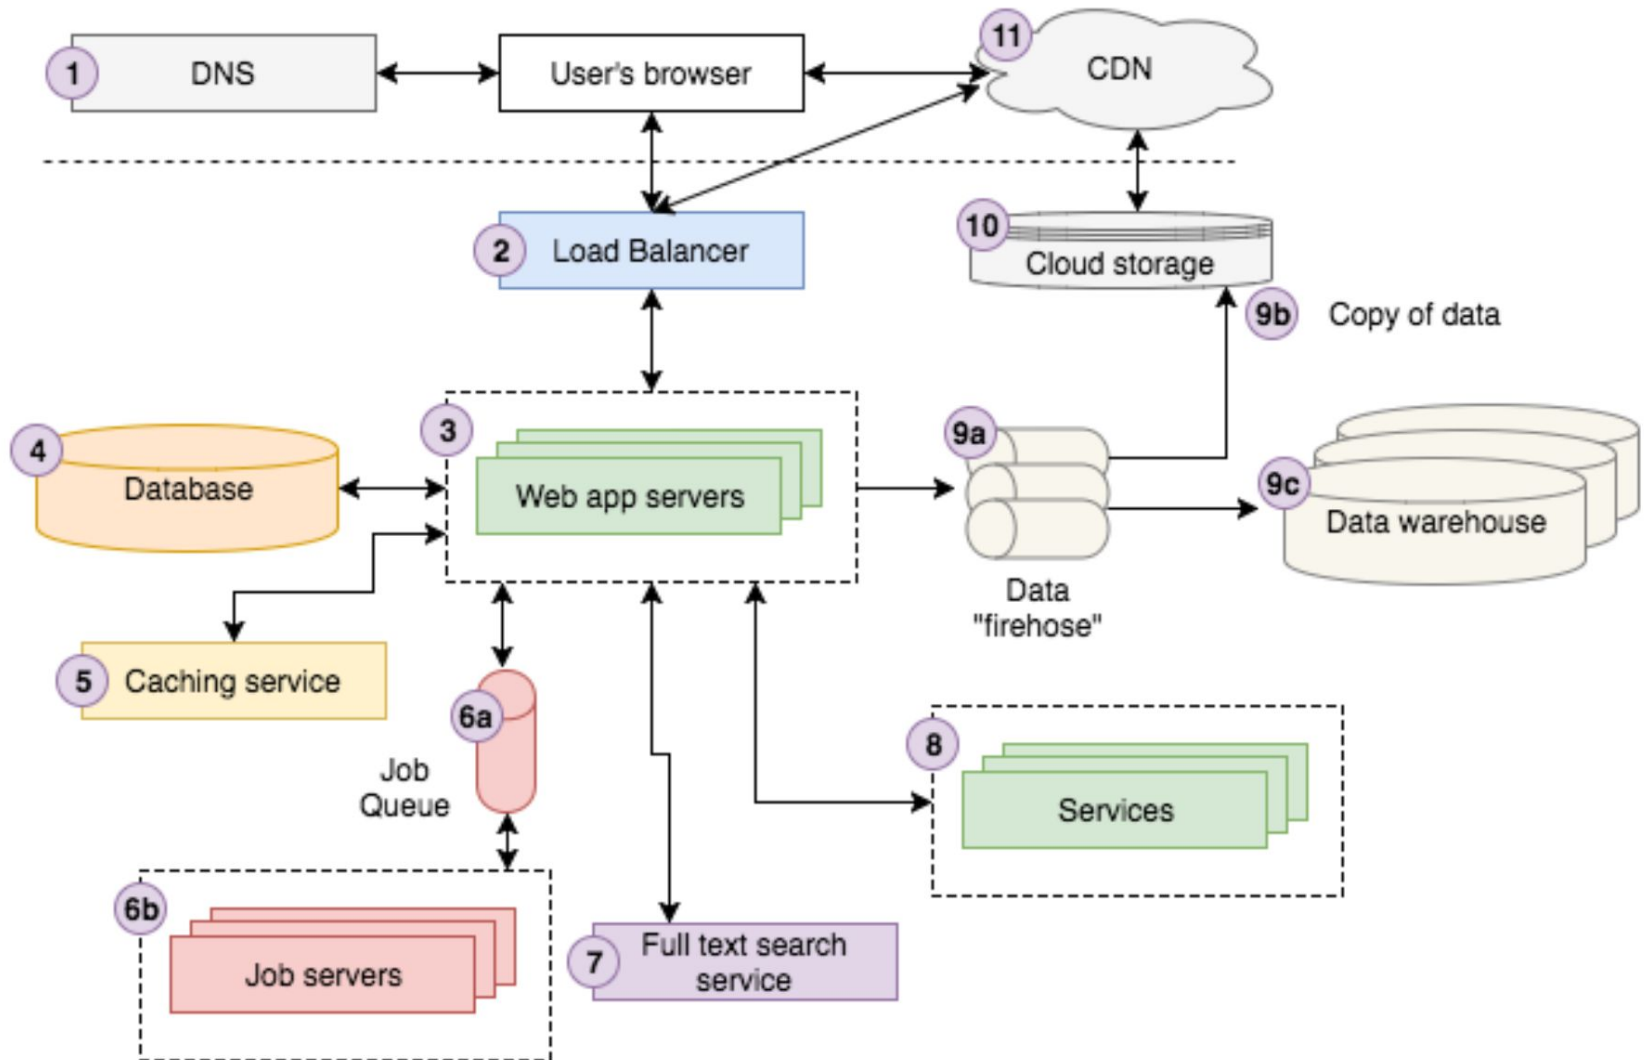 1
DNS
User's browser
11
CDN
2
Load Balancer
10
Cloud storage
9b
Copy of data
3
Web app servers
4
Database
9a
Data
"firehose"
9c
Data warehouse
5
Caching service
6a
Job
Queue
8
Services
6b
Job servers
7
Full text search
service